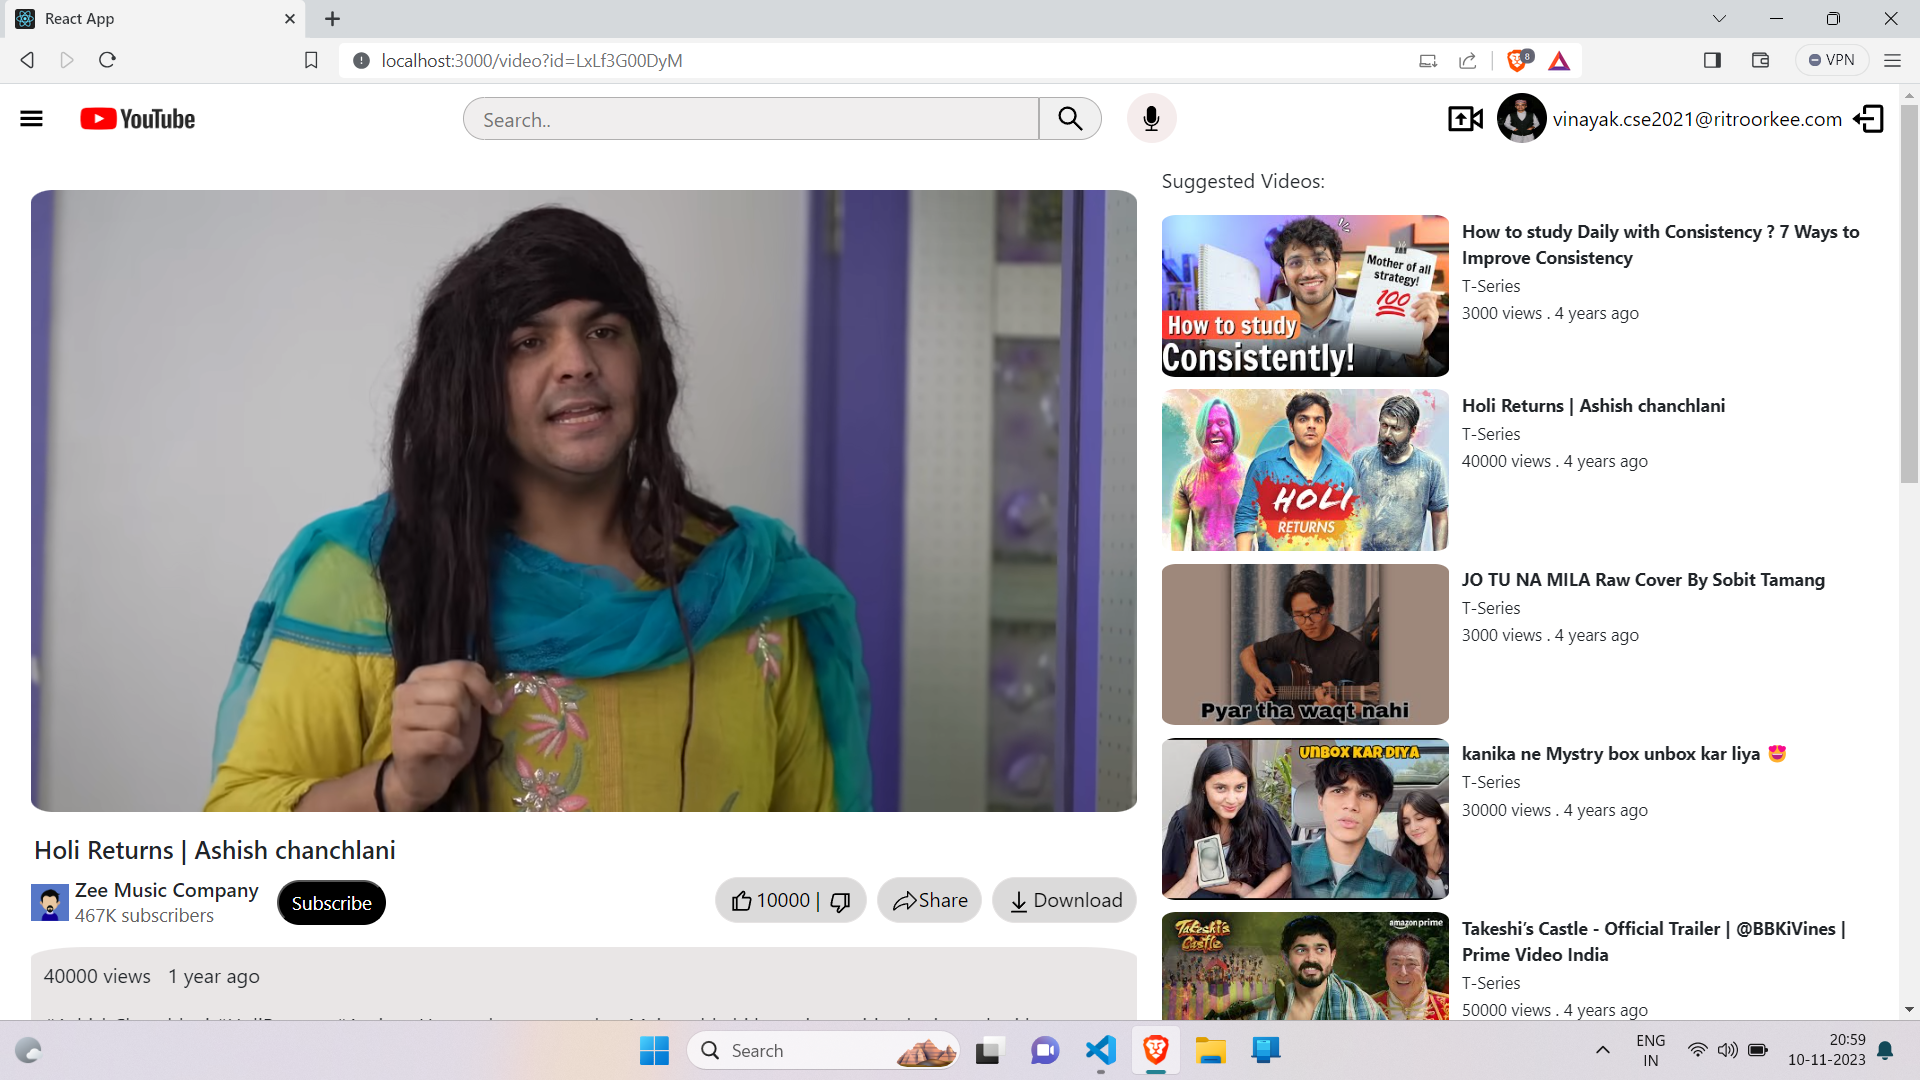 React App
localhost:3000/video?id=LxLf3G00DyM
8
VPN
YouTube
Search..
vinayak.cse2021@ritroorkee.com
Suggested Videos:
Mother of all
strategy!
100
How to study
Consistently!
How to study Daily with Consistency ? 7 Ways to
Improve Consistency
T-Series
3000 views . 4 years ago
HOLI
RETURNS
Holi Returns | Ashish chanchlani
T-Series
40000 views . 4 years ago
Pyar tha waqt nahi
JO TU NA MILA Raw Cover By Sobit Tamang
T-Series
3000 views . 4 years ago
UNBOX KAR DIYA
kanika ne Mystry box unbox kar liya 😍
T-Series
30000 views . 4 years ago
Takeshi's
Castle
amazonprime
Takeshi’s Castle - Official Trailer | @BBKiVines |
Prime Video India
T-Series
50000 views . 4 years ago
Holi Returns | Ashish chanchlani
Zee Music Company
467K subscribers
Subscribe
10000 |
Share
Download
40000 views 1 year ago
Search
ENG
IN
20:59
10-11-2023